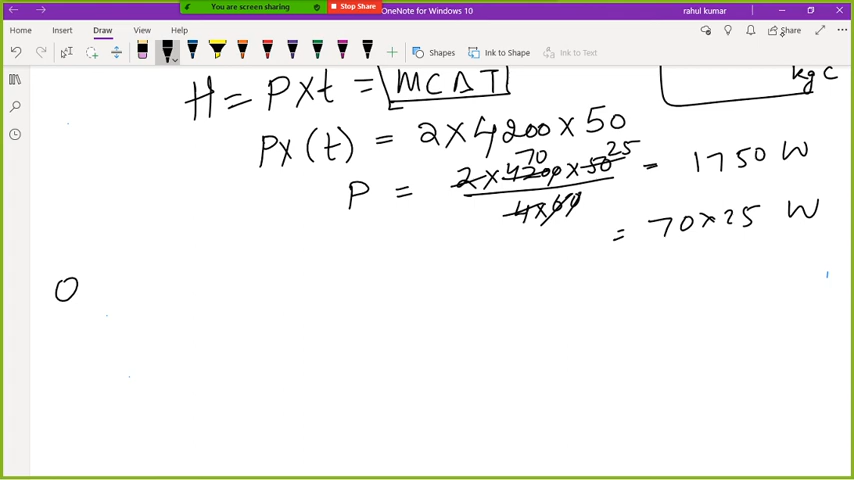 You are screen sharing
Stop Share
OneNote for Windows 10
rahul kumar
Home Insert Draw View Help
Share
Shapes
Ink to Shape
Ink to Text
H = P X t = MCΔT
kg C
P X (t) = 2 X 4200 X 50
70 25
P = 2 X 4200 X 50 / 4 X 60 = 1750 W
= 70 X 25 W
O